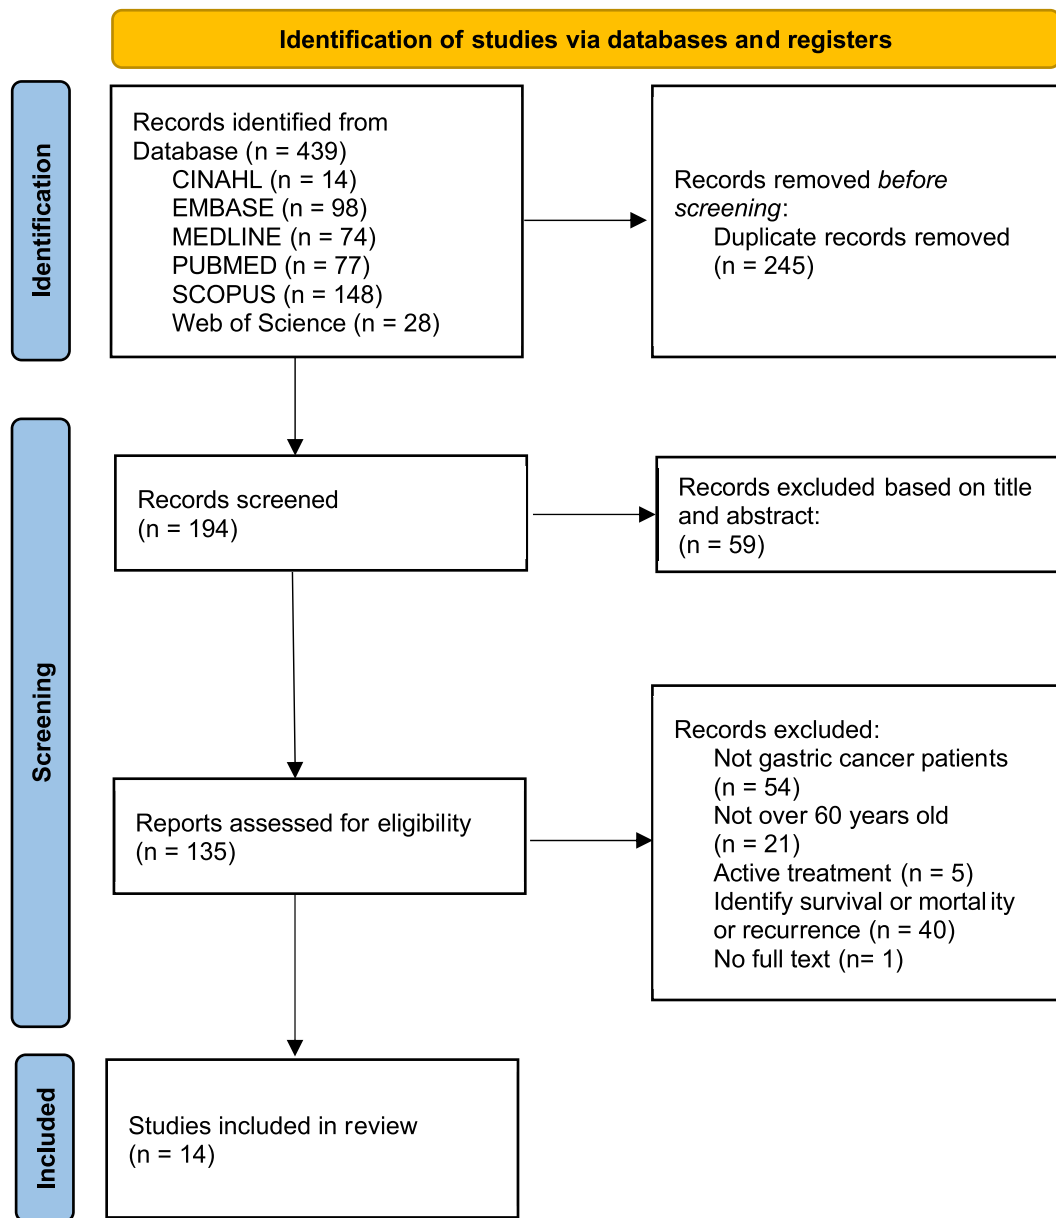 Identification of studies via databases and registers
Identification
Records identified from
Database (n = 439)
CINAHL (n = 14)
EMBASE (n = 98)
MEDLINE (n = 74)
PUBMED (n = 77)
SCOPUS (n = 148)
Web of Science (n = 28)
Records removed before
screening:
Duplicate records removed
(n = 245)
Screening
Records screened
(n = 194)
Records excluded based on title
and abstract:
(n = 59)
Reports assessed for eligibility
(n = 135)
Records excluded:
Not gastric cancer patients
(n = 54)
Not over 60 years old
(n = 21)
Active treatment (n = 5)
Identify survival or mortality
or recurrence (n = 40)
No full text (n= 1)
Included
Studies included in review
(n = 14)